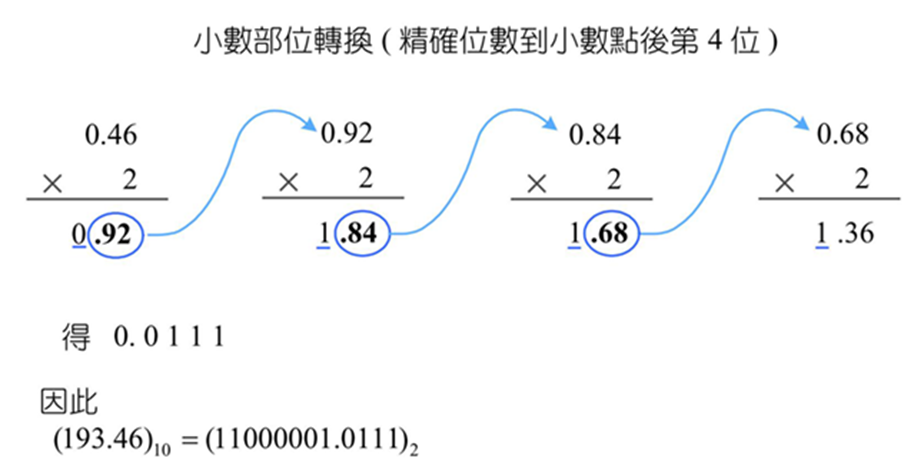 小數部位轉換 ( 精確位數到小數點後第 4 位 )
0.46 0.92 0.84 0.68
× 2 × 2 × 2 × 2
0 .92 1 .84 1 .68 1 .36
得 0. 0 1 1 1
因此
(193.46)₁₀ = (11000001.0111)₂